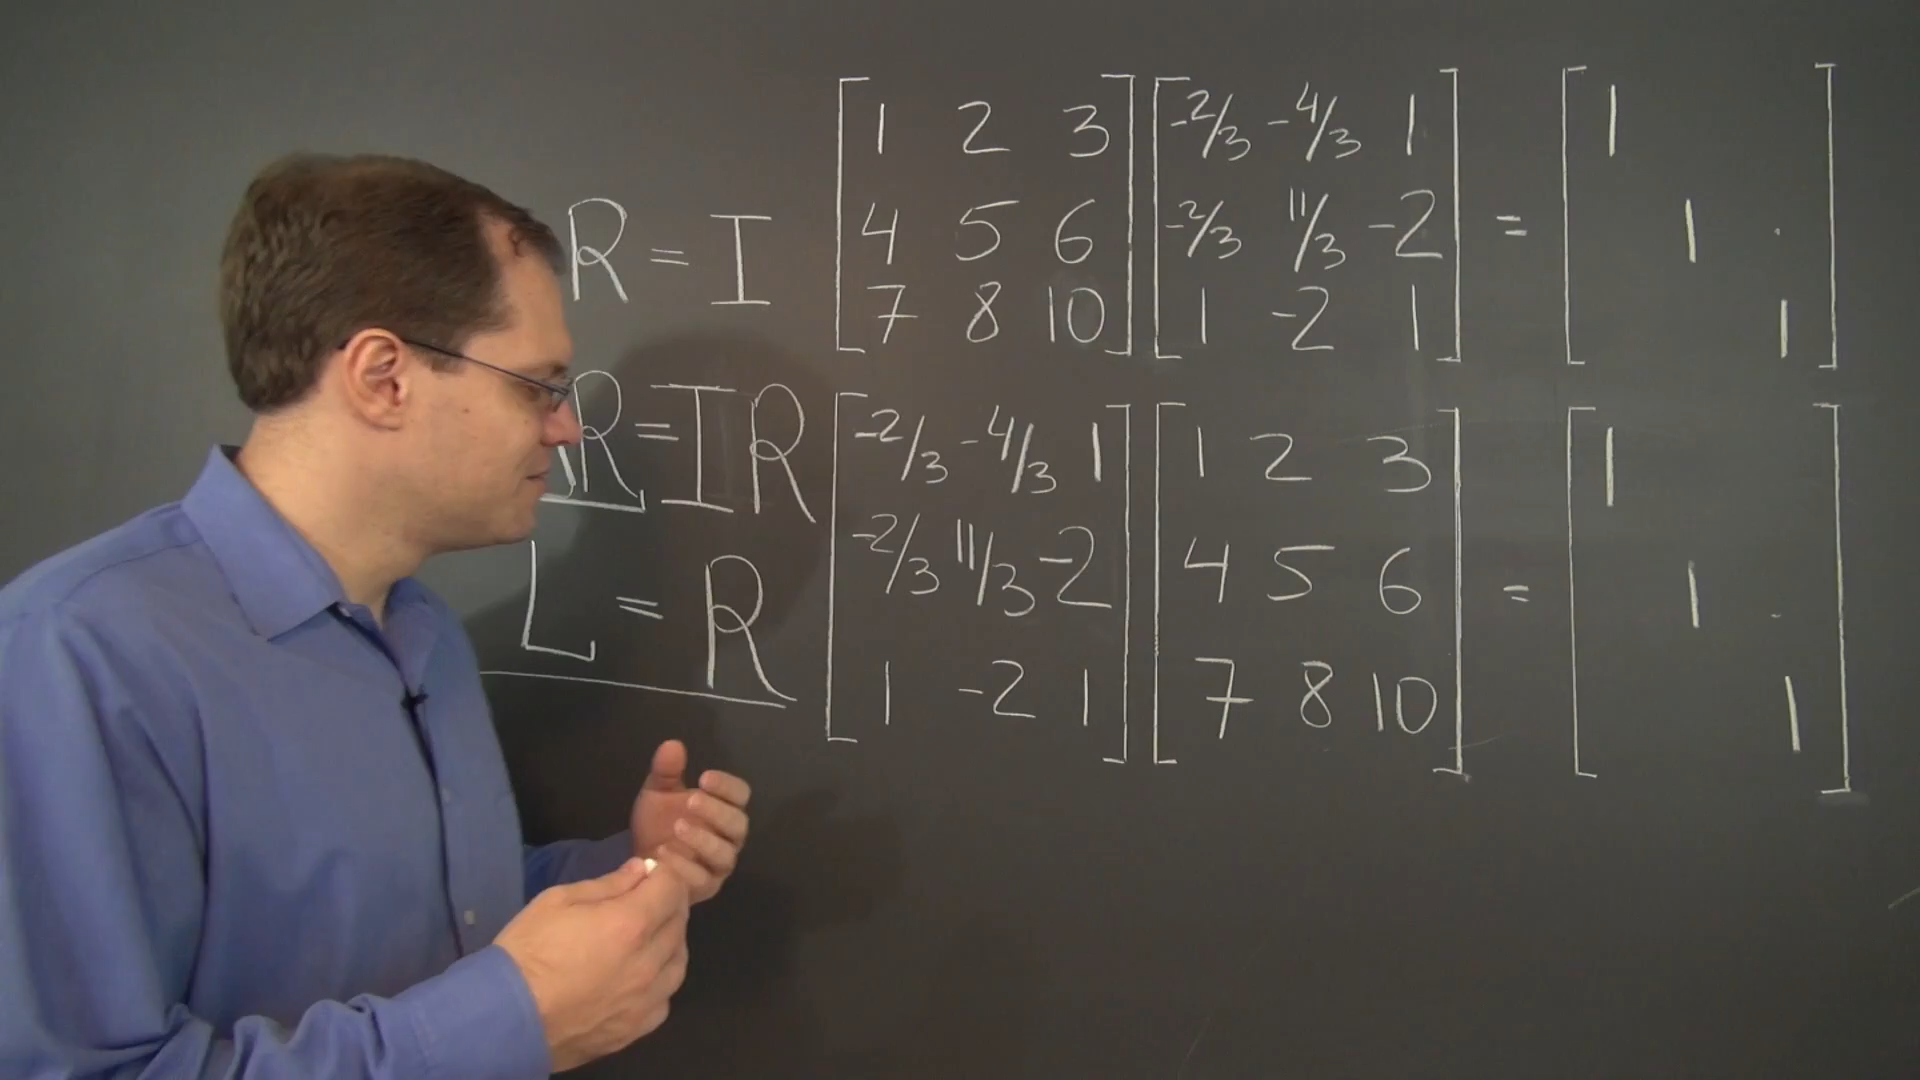 R = I
1 2 3 -2/3 -4/3 1 = 1
4 5 6 -2/3 11/3 -2 1
7 8 10 1 -2 1 1
R = IR
-2/3 -4/3 1 1 2 3 = 1
-2/3 11/3 -2 4 5 6 1
1 -2 1 7 8 10 1
L = R